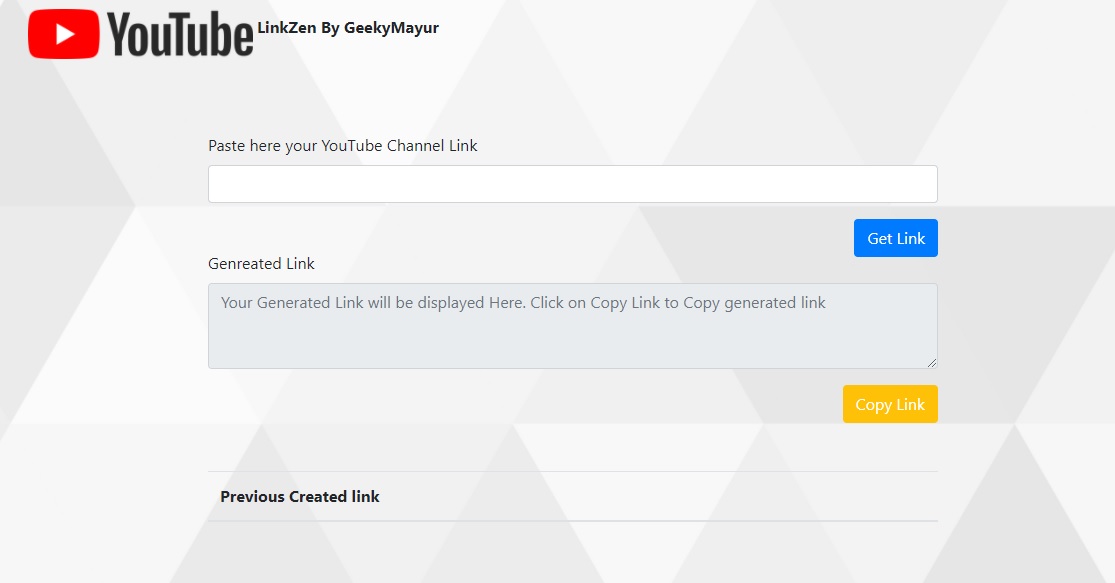 YouTube LinkZen By GeekyMayur
Paste here your YouTube Channel Link
Get Link
Genreated Link
Your Generated Link will be displayed Here. Click on Copy Link to Copy generated link
Copy Link
Previous Created link